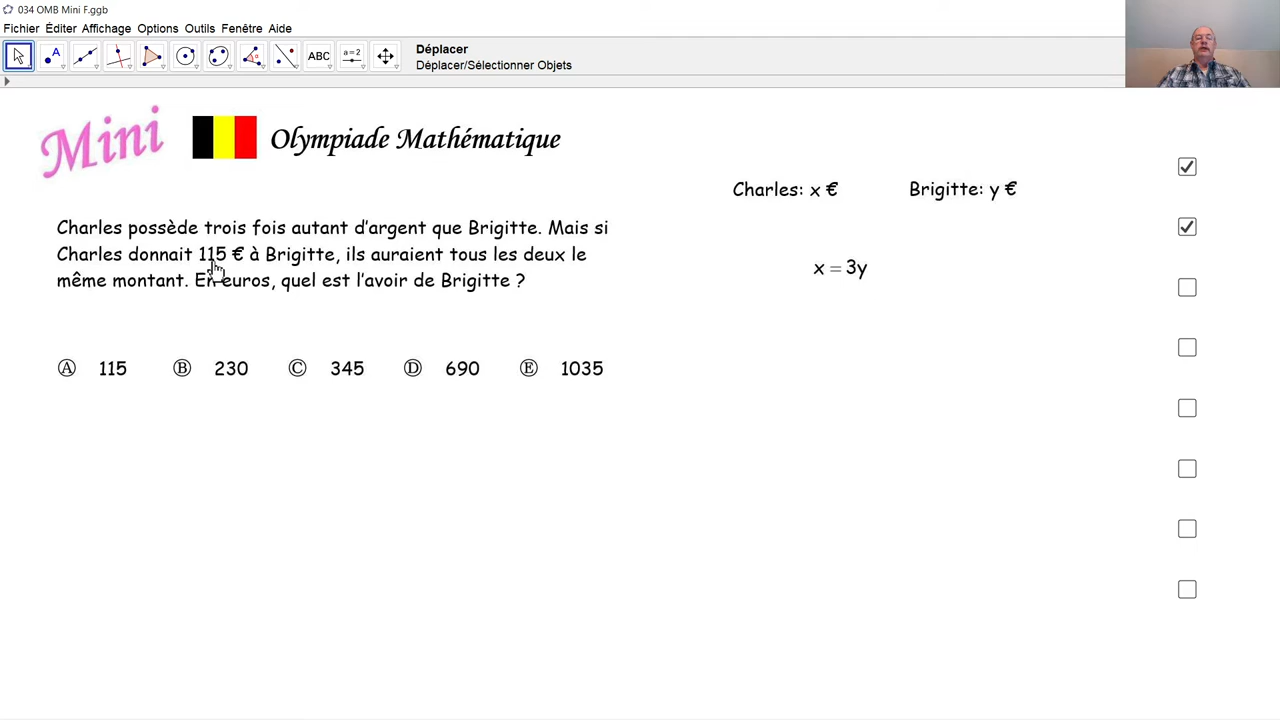 034 OMB Mini F.ggb
Fichier Éditer Affichage Options Outils Fenêtre Aide
ABC
a=2
Déplacer
Déplacer/Sélectionner Objets
Mini
Olympiade Mathématique
Charles: x € Brigitte: y €
Charles possède trois fois autant d'argent que Brigitte. Mais si
Charles donnait 115 € à Brigitte, ils auraient tous les deux le
même montant. En euros, quel est l'avoir de Brigitte ?
x = 3y
Ⓐ 115 Ⓑ 230 Ⓒ 345 Ⓓ 690 Ⓔ 1035